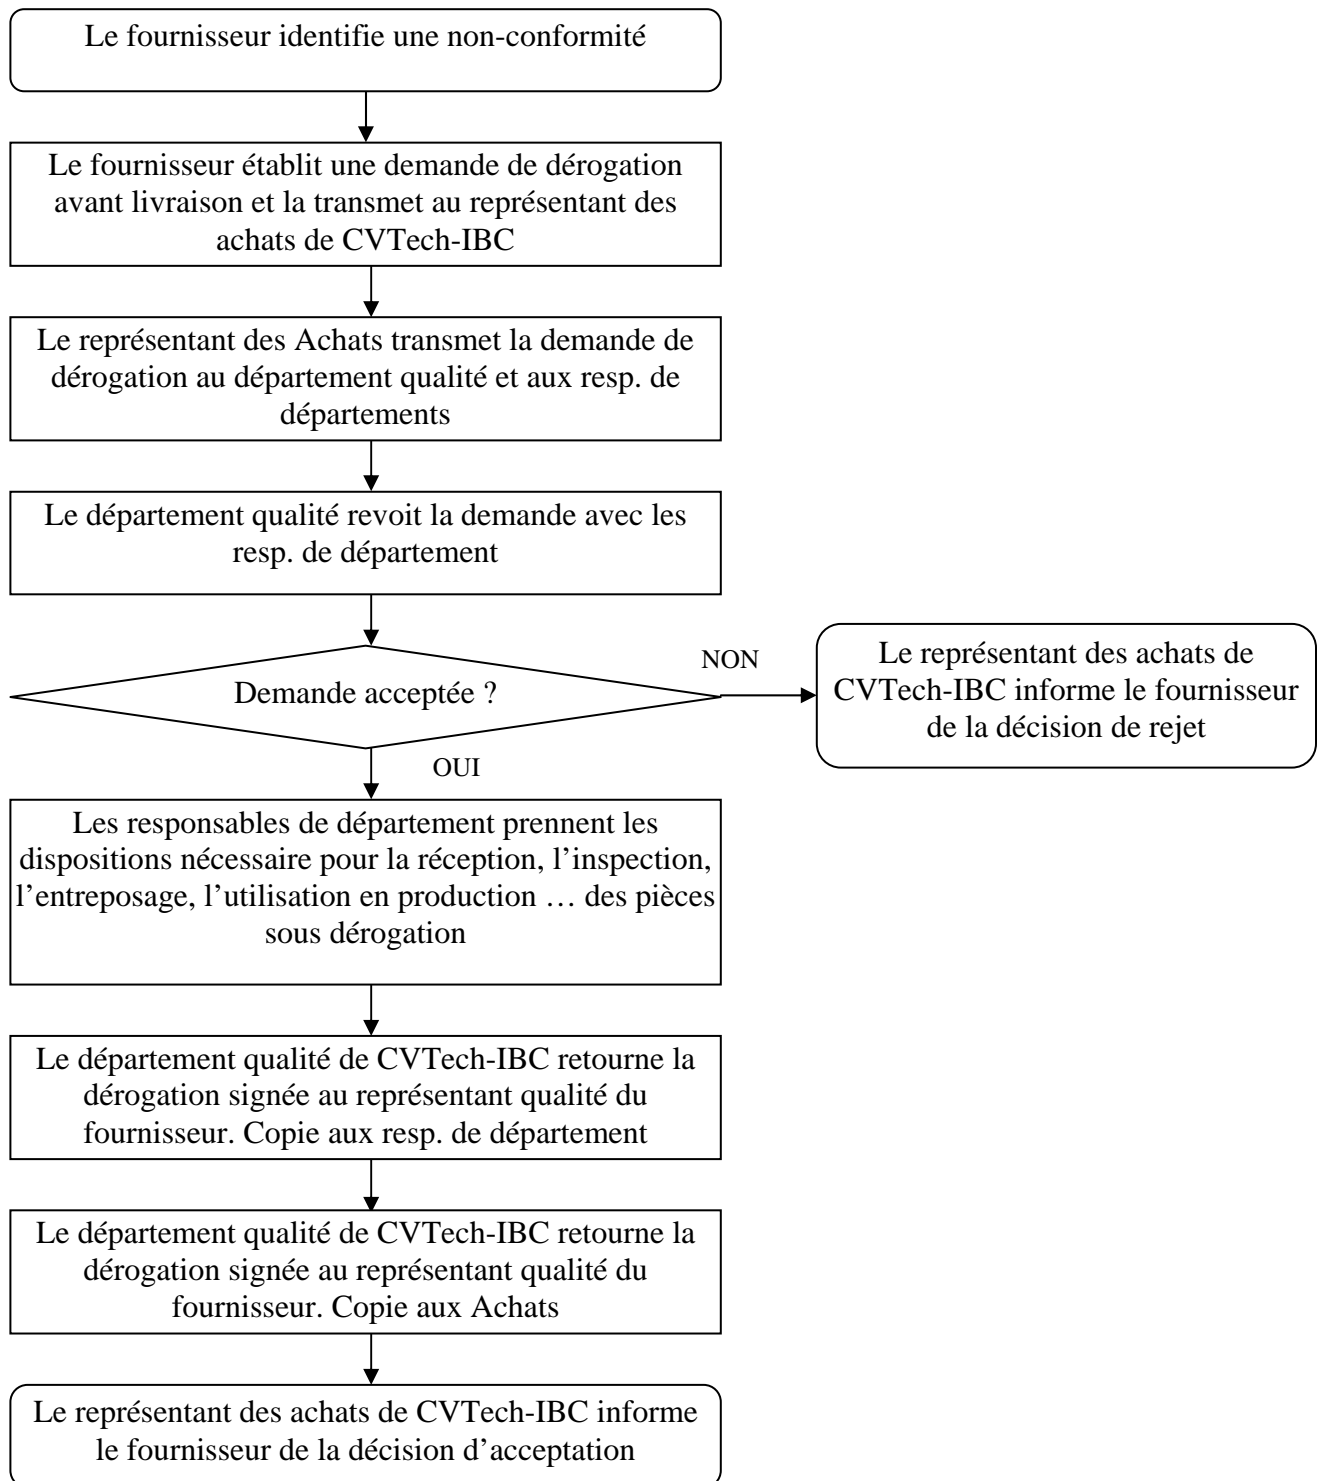 Le fournisseur identifie une non-conformité
Le fournisseur établit une demande de dérogation
avant livraison et la transmet au représentant des
achats de CVTech-IBC
Le représentant des Achats transmet la demande de
dérogation au département qualité et aux resp. de
départements
Le département qualité revoit la demande avec les
resp. de département
Demande acceptée ?
NON
Le représentant des achats de
CVTech-IBC informe le fournisseur
de la décision de rejet
OUI
Les responsables de département prennent les
dispositions nécessaire pour la réception, l’inspection,
l’entreposage, l’utilisation en production … des pièces
sous dérogation
Le département qualité de CVTech-IBC retourne la
dérogation signée au représentant qualité du
fournisseur. Copie aux resp. de département
Le département qualité de CVTech-IBC retourne la
dérogation signée au représentant qualité du
fournisseur. Copie aux Achats
Le représentant des achats de CVTech-IBC informe
le fournisseur de la décision d’acceptation